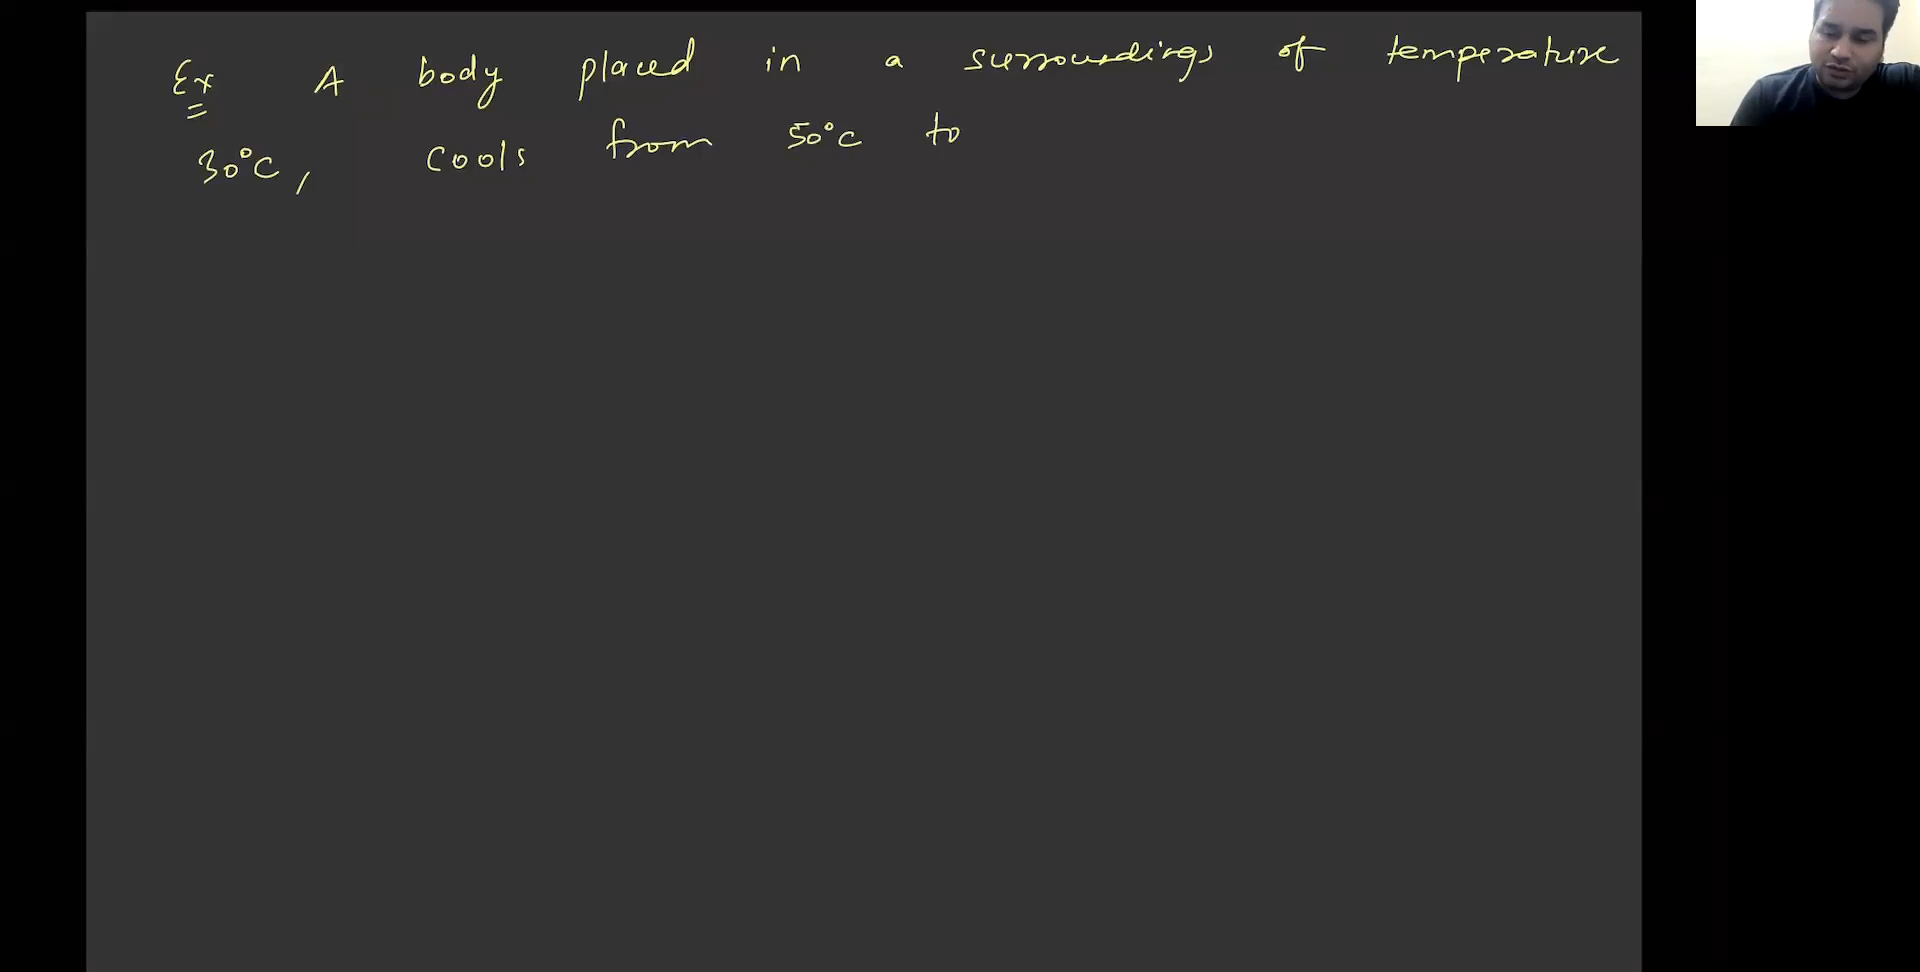 Ex A body placed in a surroundings of temperature
30°C, cools from 50°C to